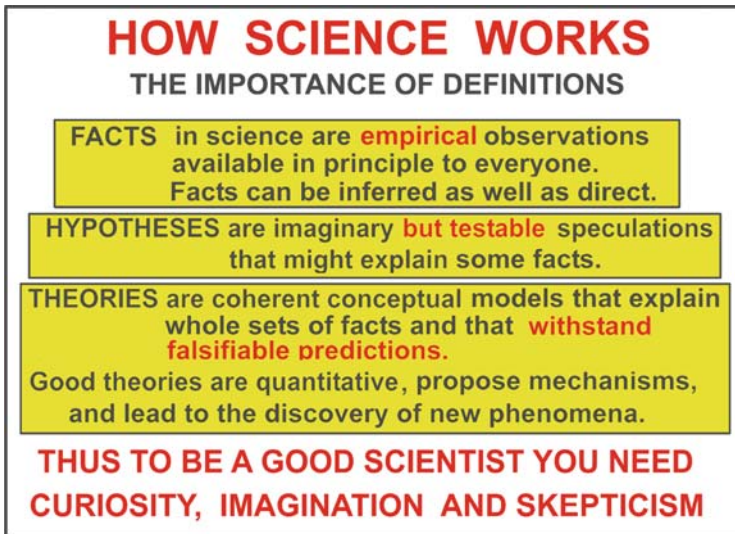 HOW SCIENCE WORKS
THE IMPORTANCE OF DEFINITIONS
FACTS in science are empirical observations
available in principle to everyone.
Facts can be inferred as well as direct.
HYPOTHESES are imaginary but testable speculations
that might explain some facts.
THEORIES are coherent conceptual models that explain
whole sets of facts and that withstand
falsifiable predictions.
Good theories are quantitative, propose mechanisms,
and lead to the discovery of new phenomena.
THUS TO BE A GOOD SCIENTIST YOU NEED
CURIOSITY, IMAGINATION AND SKEPTICISM